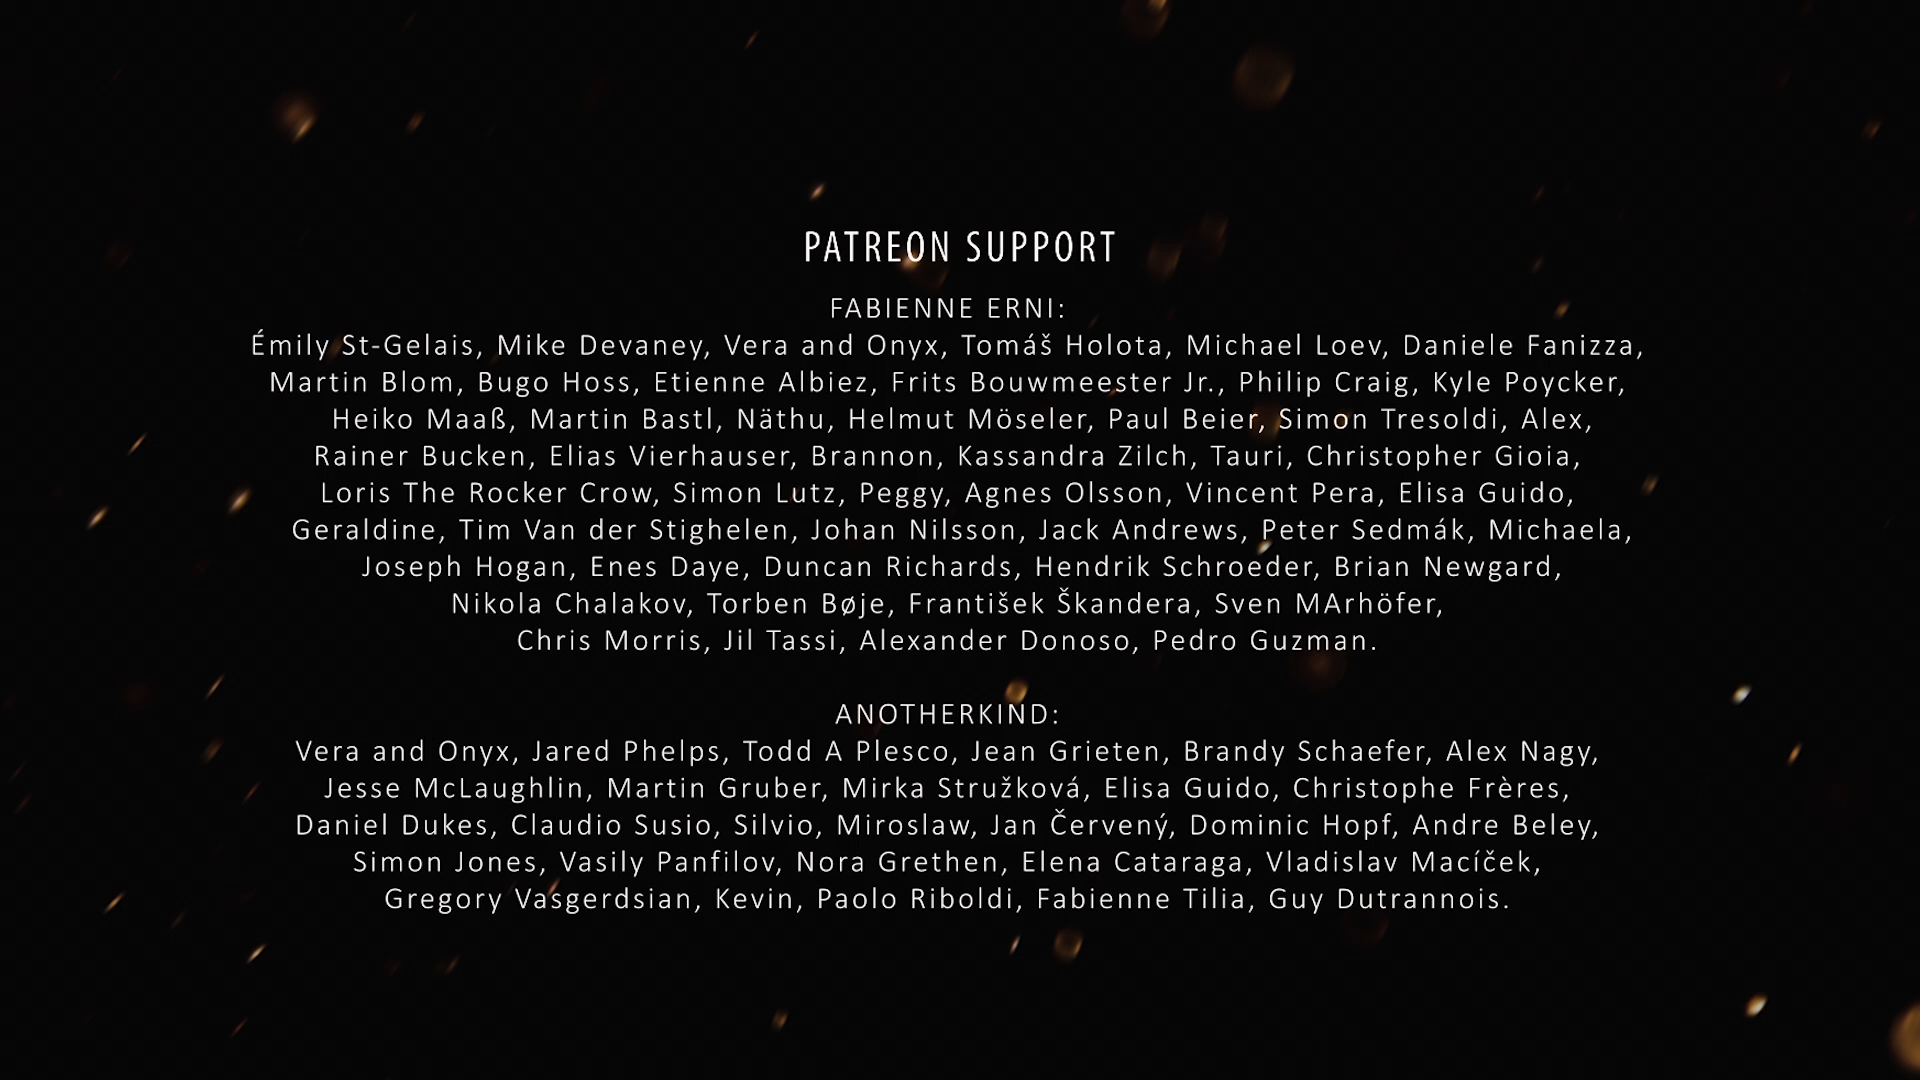 PATREON SUPPORT
FABIENNE ERNI:
Émily St-Gelais, Mike Devaney, Vera and Onyx, Tomáš Holota, Michael Loev, Daniele Fanizza,
Martin Blom, Bugo Hoss, Etienne Albiez, Frits Bouwmeester Jr., Philip Craig, Kyle Poycker,
Heiko Maaß, Martin Bastl, Näthu, Helmut Möseler, Paul Beier, Simon Tresoldi, Alex,
Rainer Bucken, Elias Vierhauser, Brannon, Kassandra Zilch, Tauri, Christopher Gioia,
Loris The Rocker Crow, Simon Lutz, Peggy, Agnes Olsson, Vincent Pera, Elisa Guido,
Geraldine, Tim Van der Stighelen, Johan Nilsson, Jack Andrews, Peter Sedmák, Michaela,
Joseph Hogan, Enes Daye, Duncan Richards, Hendrik Schroeder, Brian Newgard,
Nikola Chalakov, Torben Bøje, František Škandera, Sven MArhöfer,
Chris Morris, Jil Tassi, Alexander Donoso, Pedro Guzman.
ANOTHERKIND:
Vera and Onyx, Jared Phelps, Todd A Plesco, Jean Grieten, Brandy Schaefer, Alex Nagy,
Jesse McLaughlin, Martin Gruber, Mirka Stružková, Elisa Guido, Christophe Frères,
Daniel Dukes, Claudio Susio, Silvio, Miroslaw, Jan Červený, Dominic Hopf, Andre Beley,
Simon Jones, Vasily Panfilov, Nora Grethen, Elena Cataraga, Vladislav Macíček,
Gregory Vasgerdsian, Kevin, Paolo Riboldi, Fabienne Tilia, Guy Dutrannois.